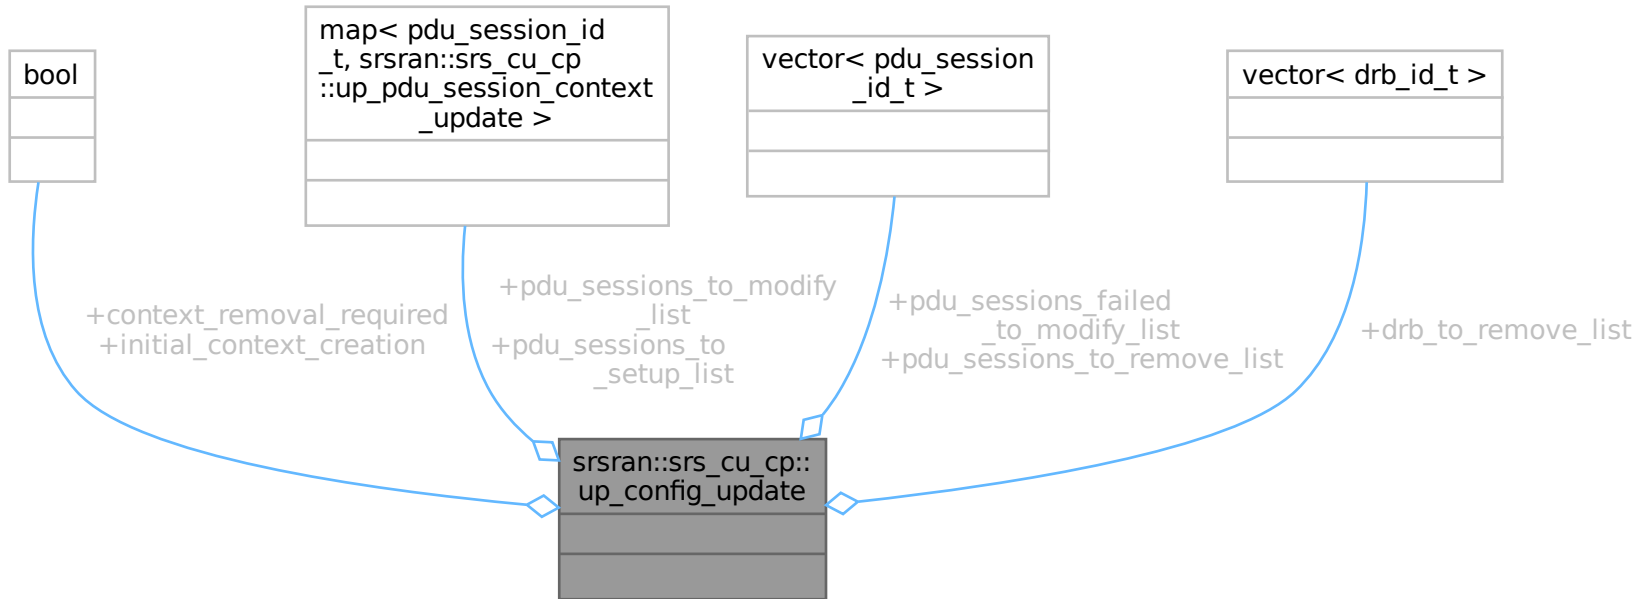 bool
map< pdu_session_id
_t, srsran::srs_cu_cp
::up_pdu_session_context
_update >
vector< pdu_session
_id_t >
vector< drb_id_t >
+context_removal_required
+initial_context_creation
+pdu_sessions_to_modify
_list
+pdu_sessions_to
_setup_list
+pdu_sessions_failed
_to_modify_list
+pdu_sessions_to_remove_list
+drb_to_remove_list
srsran::srs_cu_cp::
up_config_update